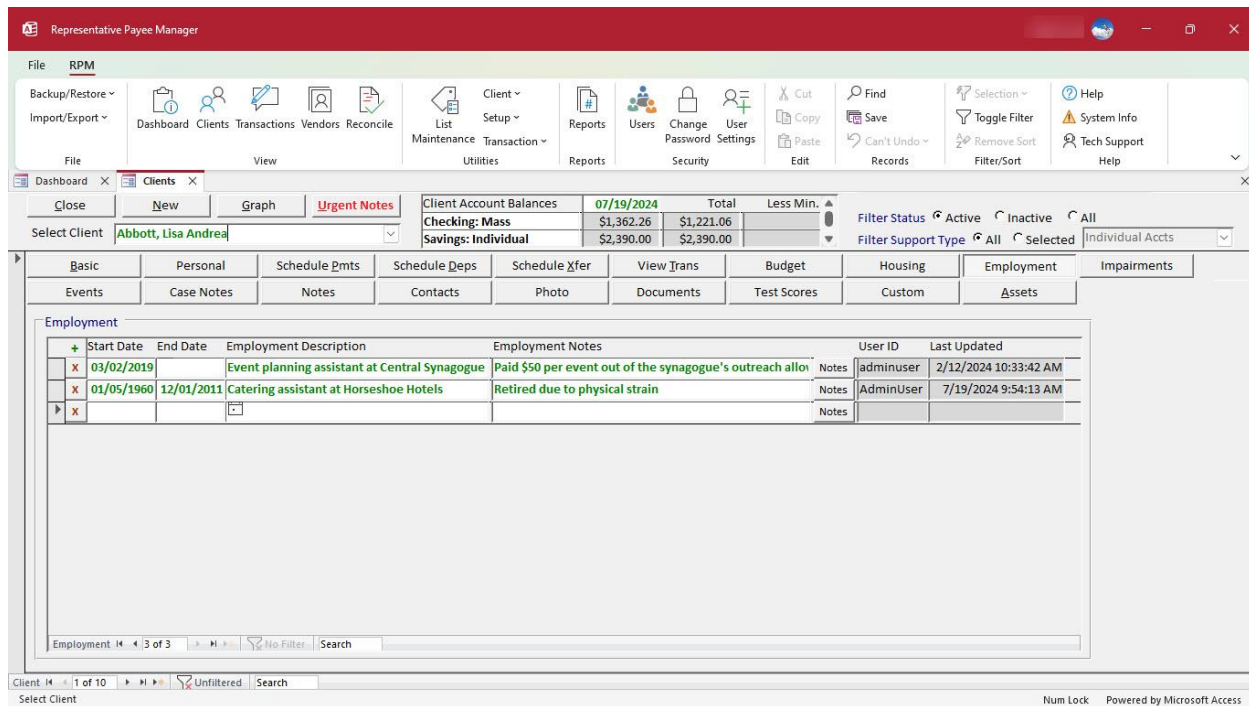 Representative Payee Manager
File RPM
Backup/Restore
Import/Export
Dashboard Clients Transactions Vendors Reconcile
List Maintenance
Client
Setup
Transaction
Reports
Users
Change Password
User Settings
Cut
Copy
Paste
Find
Save
Can't Undo
Selection
Toggle Filter
Remove Sort
Help
System Info
Tech Support
File View Utilities Reports Security Edit Records Filter/Sort Help
Dashboard Clients
Close New Graph Urgent Notes
Select Client Abbott, Lisa Andrea
Client Account Balances 07/19/2024 Total Less Min.
Checking: Mass $1,362.26 $1,221.06
Savings: Individual $2,390.00 $2,390.00
Filter Status Active Inactive All
Filter Support Type All Selected Individual Accts
Basic Personal Schedule Pmts Schedule Deps Schedule Xfer View Trans Budget Housing Employment Impairments
Events Case Notes Notes Contacts Photo Documents Test Scores Custom Assets
Employment
+ Start Date End Date Employment Description Employment Notes User ID Last Updated
x 03/02/2019 Event planning assistant at Central Synagogue Paid $50 per event out of the synagogue's outreach allov Notes adminuser 2/12/2024 10:33:42 AM
x 01/05/1960 12/01/2011 Catering assistant at Horseshoe Hotels Retired due to physical strain Notes AdminUser 7/19/2024 9:54:13 AM
x Notes
Employment 3 of 3 No Filter Search
Client 1 of 10 Unfiltered Search
Select Client Num Lock Powered by Microsoft Access